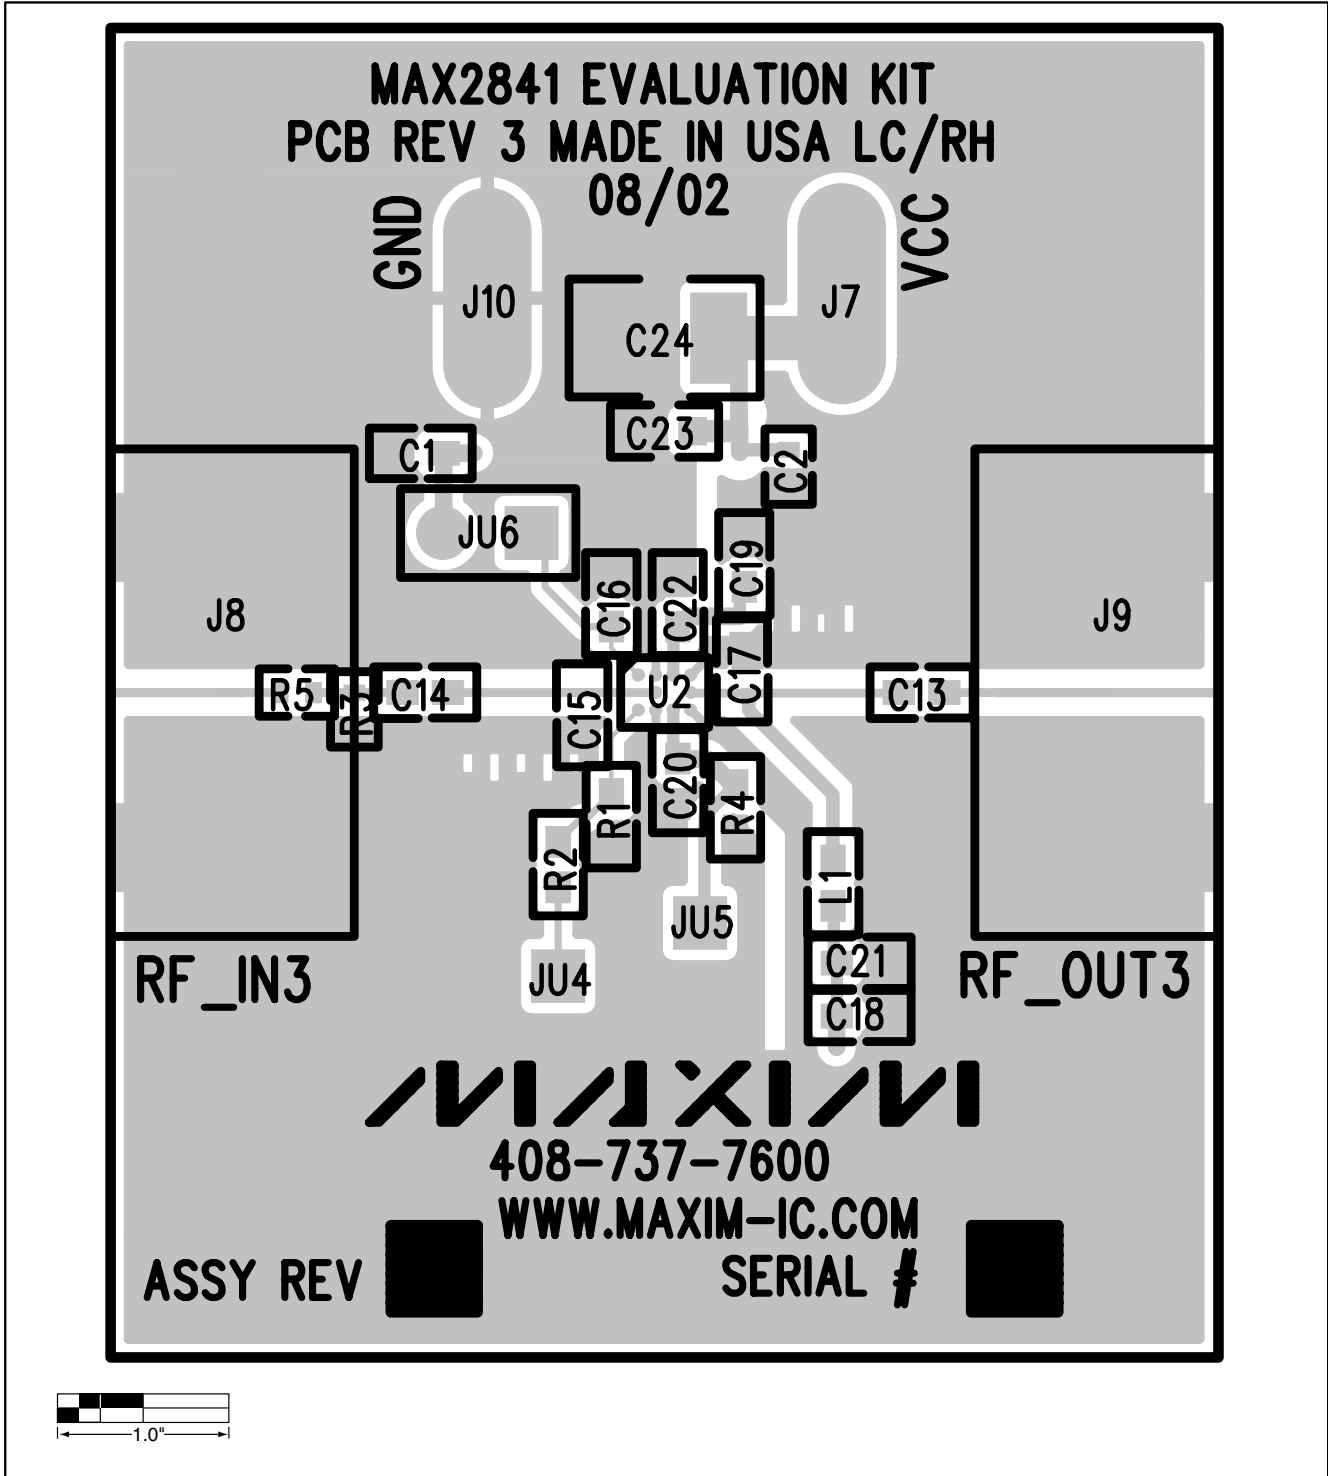 MAX2841 EVALUATION KIT
PCB REV 3 MADE IN USA LC/RH
08/02
GND
VCC
J10
J7
C24
C23
C1
C2
JU6
C19
C16
C22
J8
J9
C17
R5
R3
C14
U2
C13
C15
C20
R1
R4
R2
L1
JU5
C21
JU4
C18
RF_IN3
RF_OUT3
MAXIM
408-737-7600
WWW.MAXIM-IC.COM
ASSY REV
SERIAL #
1.0"